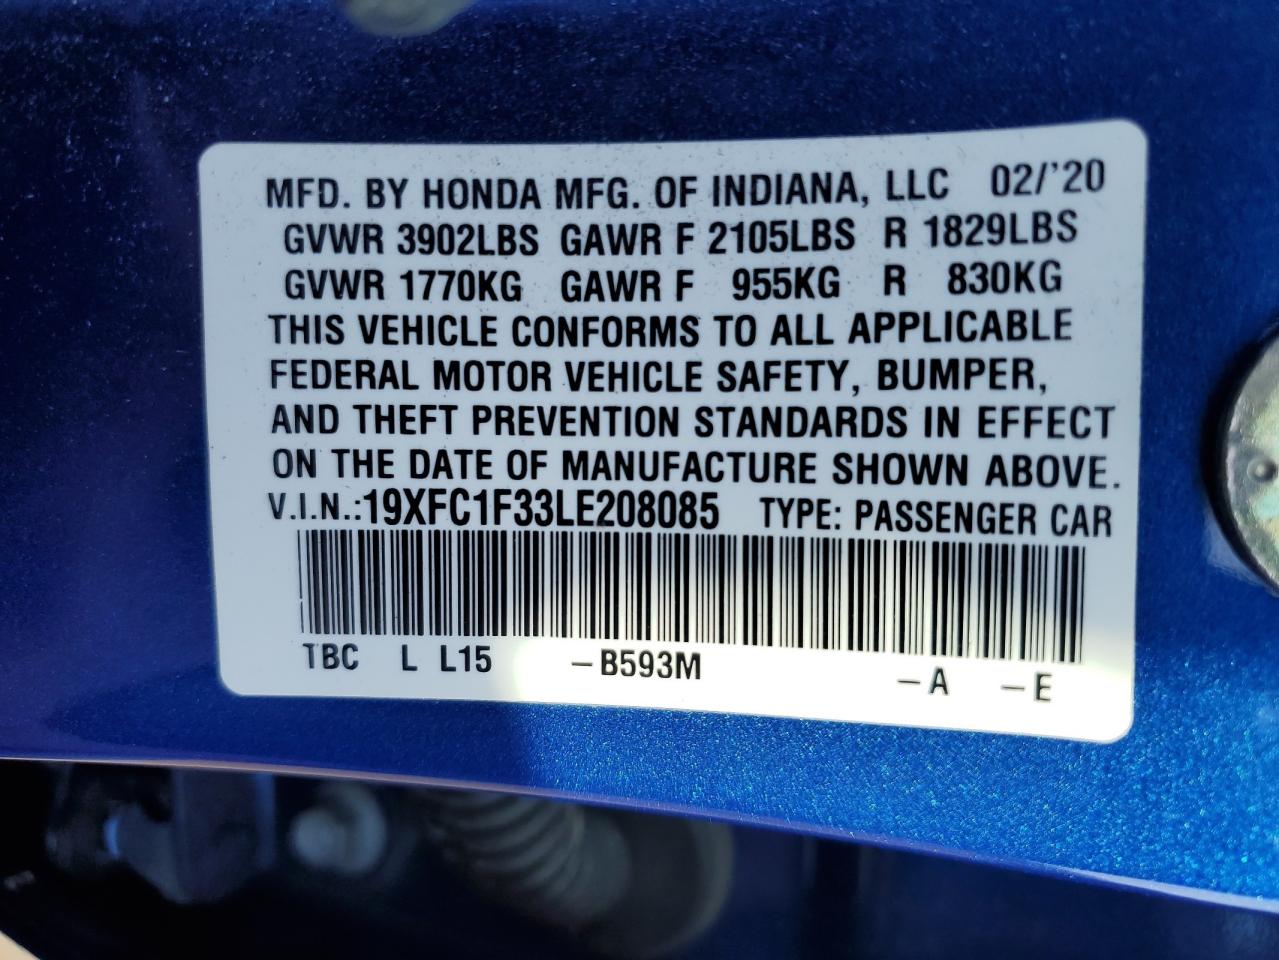 MFD. BY HONDA MFG. OF INDIANA, LLC 02/'20
GVWR 3902LBS GAWR F 2105LBS R 1829LBS
GVWR 1770KG GAWR F 955KG R 830KG
THIS VEHICLE CONFORMS TO ALL APPLICABLE
FEDERAL MOTOR VEHICLE SAFETY, BUMPER,
AND THEFT PREVENTION STANDARDS IN EFFECT
ON THE DATE OF MANUFACTURE SHOWN ABOVE.
V.I.N.:19XFC1F33LE208085 TYPE: PASSENGER CAR
TBC L L15 –B593M –A –E